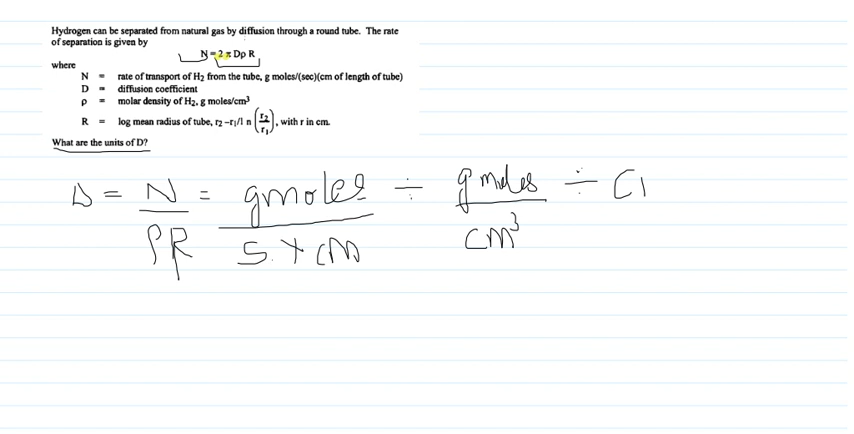 Hydrogen can be separated from natural gas by diffusion through a round tube. The rate
of separation is given by
N = 2 π Dρ R
where
N = rate of transport of H₂ from the tube, g moles/(sec)(cm of length of tube)
D = diffusion coefficient
ρ = molar density of H₂, g moles/cm³
R = log mean radius of tube, r₂ –r₁/l n (r₂/r₁), with r in cm.
What are the units of D?
D = N/ρR = gmoles/s × cm ÷ gmoles/cm³ ÷ c